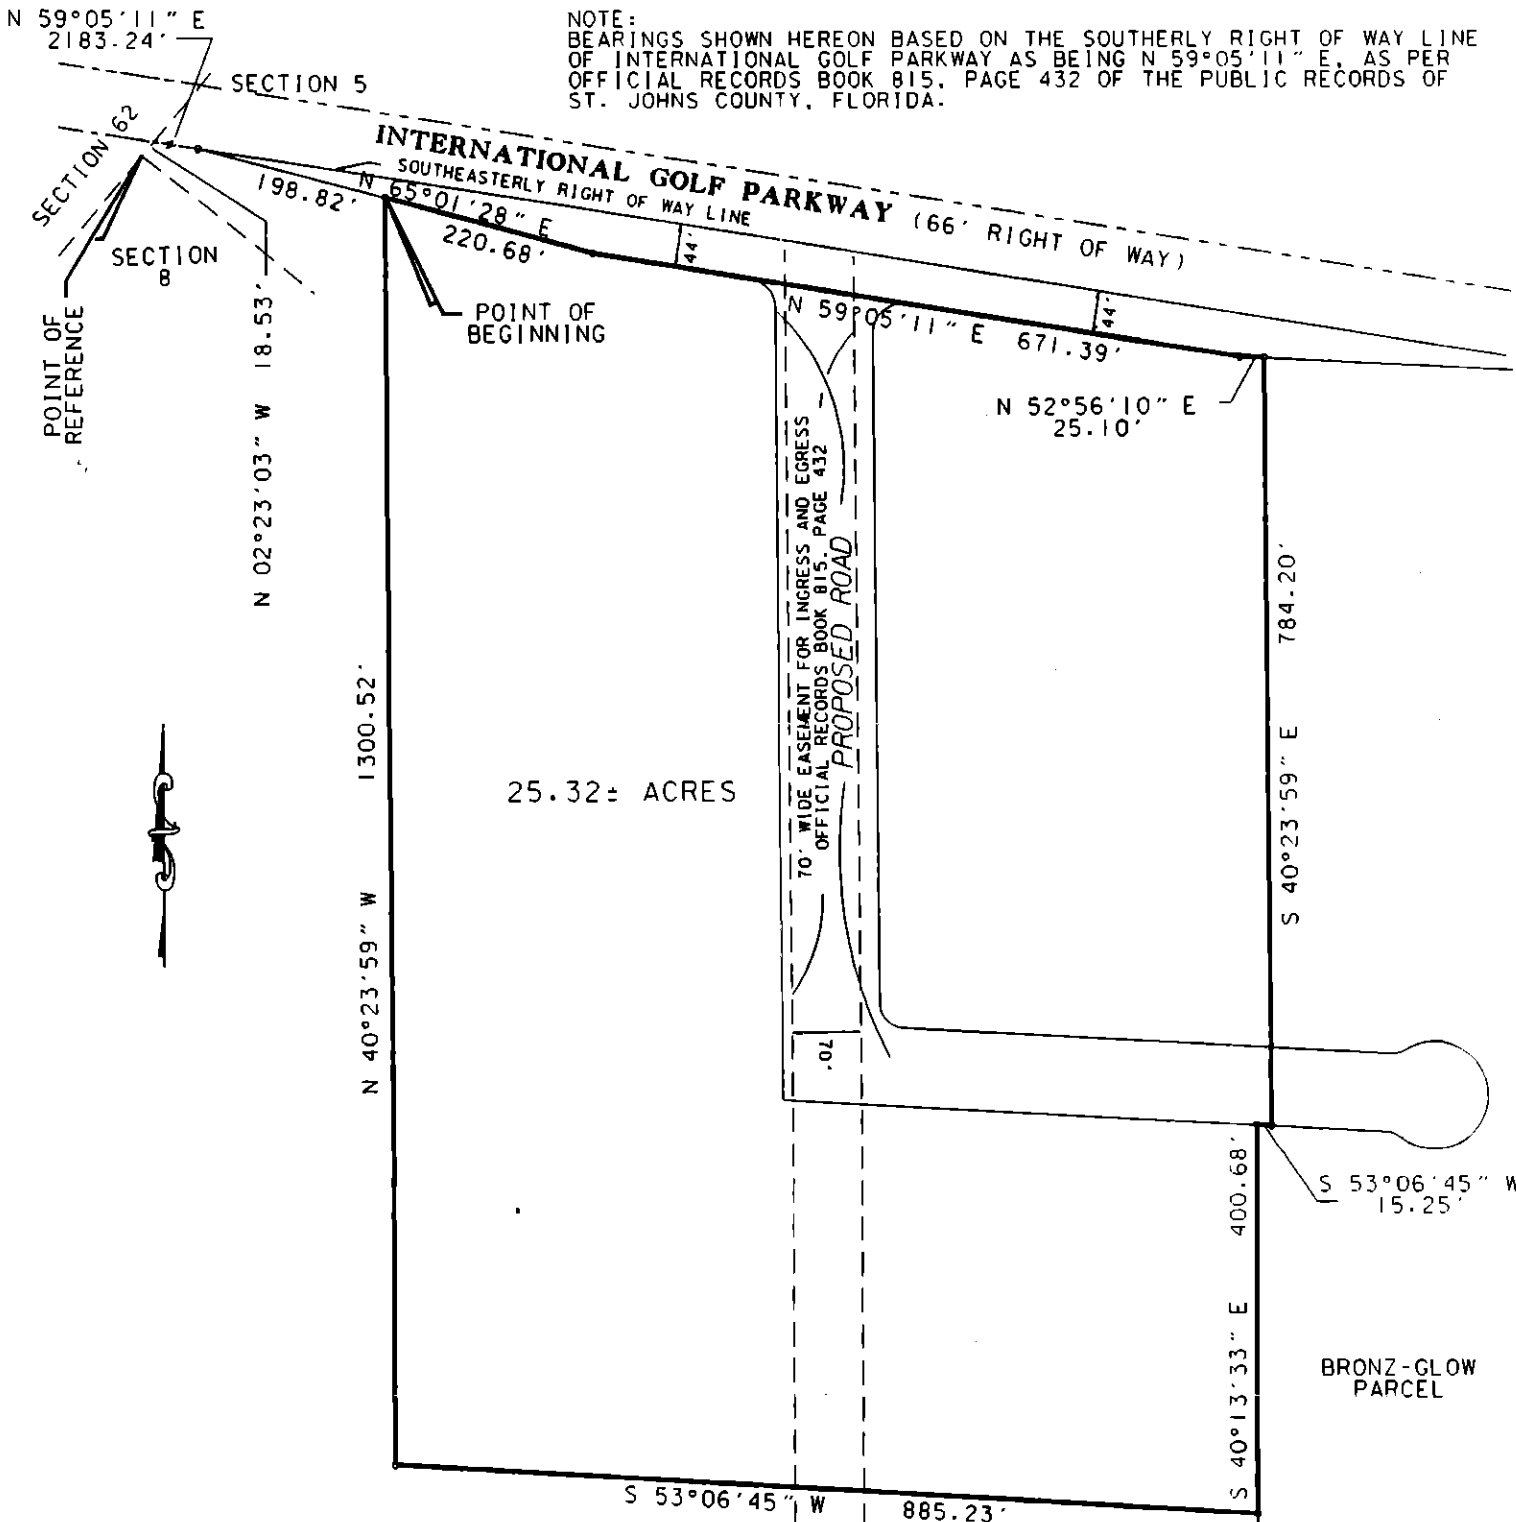 N 59°05'11" E
2183.24'
NOTE:
BEARINGS SHOWN HEREON BASED ON THE SOUTHERLY RIGHT OF WAY LINE
OF INTERNATIONAL GOLF PARKWAY AS BEING N 59°05'11" E, AS PER
OFFICIAL RECORDS BOOK 815, PAGE 432 OF THE PUBLIC RECORDS OF
ST. JOHNS COUNTY, FLORIDA.
SECTION 5
SECTION 62
SECTION
8
POINT OF
REFERENCE
INTERNATIONAL GOLF PARKWAY (66' RIGHT OF WAY)
SOUTHEASTERLY RIGHT OF WAY LINE
198.82'
N 65°01'28" E
220.68'
44'
44'
POINT OF
BEGINNING
N 59°05'11" E 671.39'
N 52°56'10" E
25.10'
N 02°23'03" W 18.53'
70' WIDE EASEMENT FOR INGRESS AND EGRESS
OFFICIAL RECORDS BOOK 815, PAGE 432
PROPOSED ROAD
N 40°23'59" W 1300.52'
25.32± ACRES
S 40°23'59" E 784.20'
70'
S 53°06'45" W
15.25'
S 40°13'33" E 400.68'
BRONZ-GLOW
PARCEL
S 53°06'45" W 885.23'